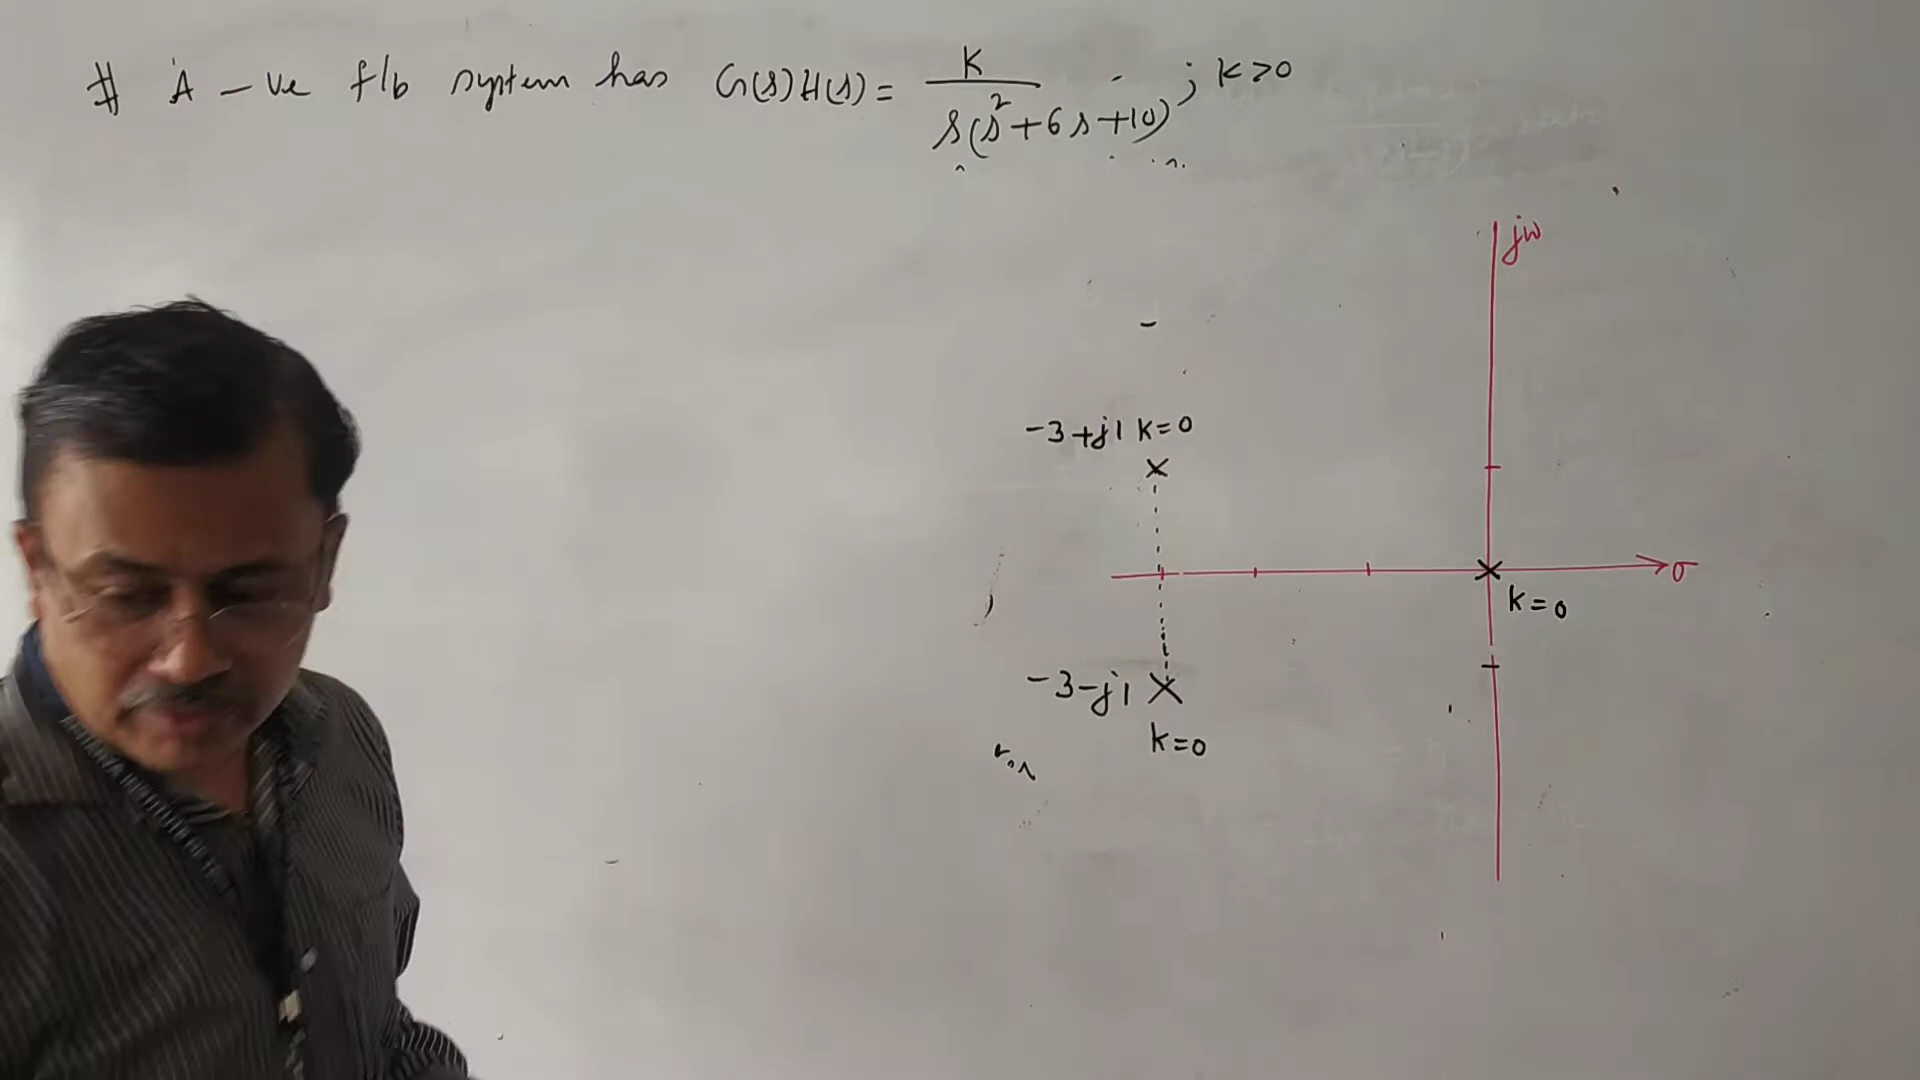 # A -ve f/b system has G(s)H(s) = K / s(s²+6s+10) ; K>0
jω
-3+j1 K=0
σ
K=0
-3-j1
K=0